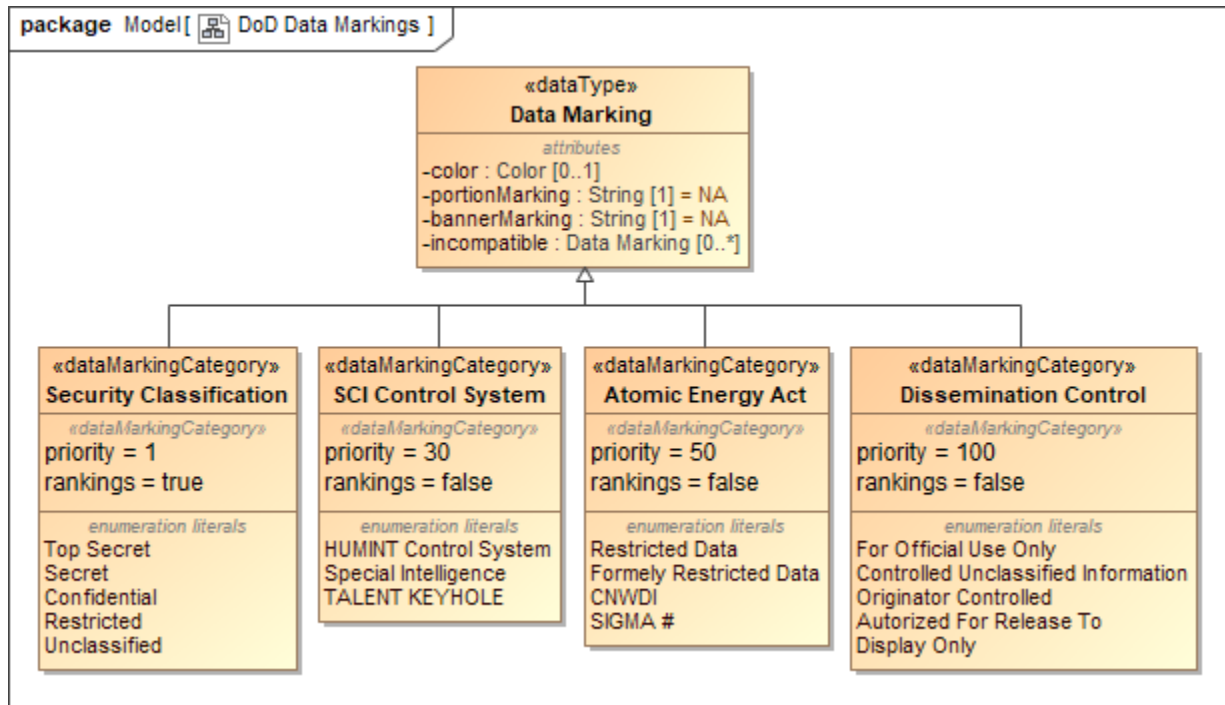 package Model[ DoD Data Markings ]
«dataType»
Data Marking
attributes
-color : Color [0..1]
-portionMarking : String [1] = NA
-bannerMarking : String [1] = NA
-incompatible : Data Marking [0..*]
«dataMarkingCategory»
Security Classification
«dataMarkingCategory»
priority = 1
rankings = true
enumeration literals
Top Secret
Secret
Confidential
Restricted
Unclassified
«dataMarkingCategory»
SCI Control System
«dataMarkingCategory»
priority = 30
rankings = false
enumeration literals
HUMINT Control System
Special Intelligence
TALENT KEYHOLE
«dataMarkingCategory»
Atomic Energy Act
«dataMarkingCategory»
priority = 50
rankings = false
enumeration literals
Restricted Data
Formely Restricted Data
CNWDI
SIGMA #
«dataMarkingCategory»
Dissemination Control
«dataMarkingCategory»
priority = 100
rankings = false
enumeration literals
For Official Use Only
Controlled Unclassified Information
Originator Controlled
Autorized For Release To
Display Only